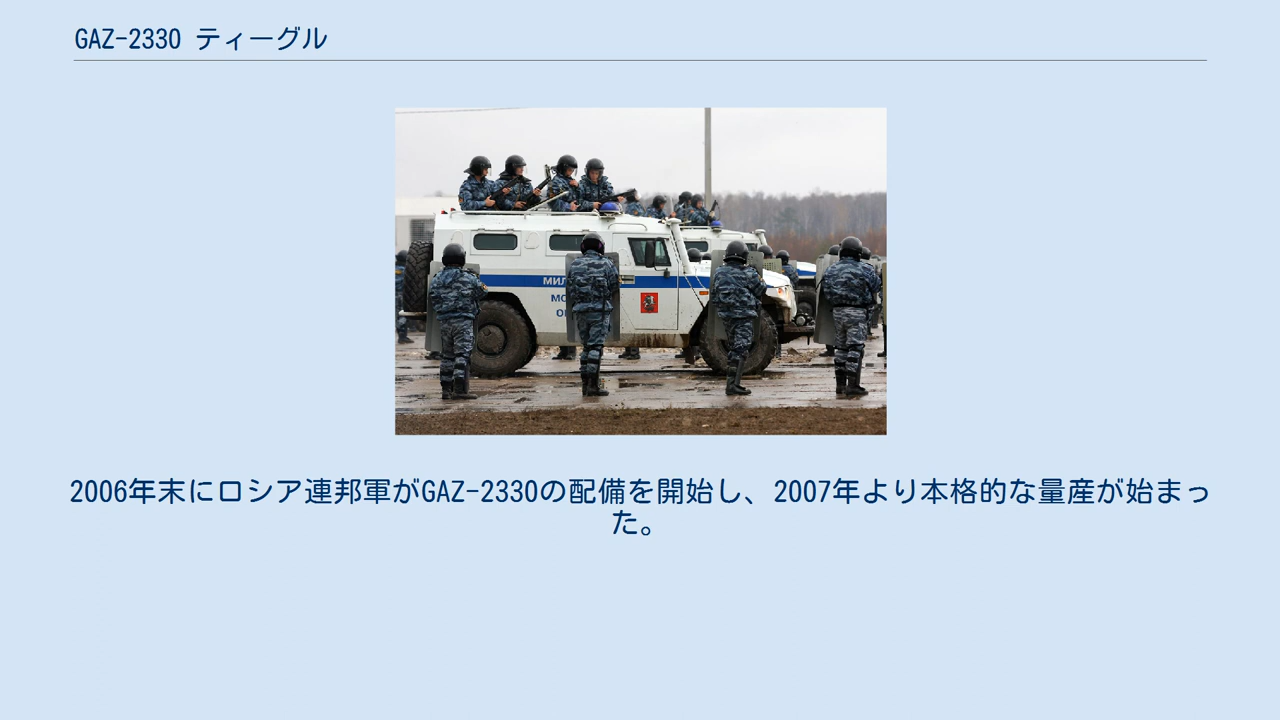 GAZ-2330 ティーグル
МИЛ
МО
2006年末にロシア連邦軍がGAZ-2330の配備を開始し、2007年より本格的な量産が始まっ
た。